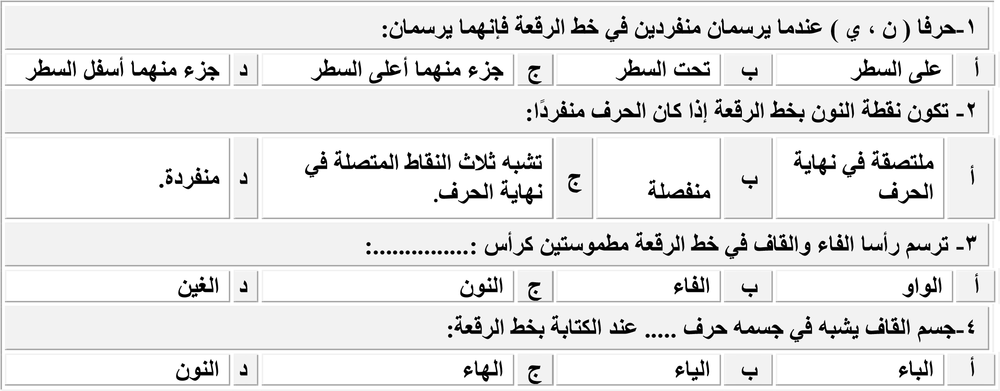 ١-حرفا ( ن ، ي ) عندما يرسمان منفردين في خط الرقعة فإنهما يرسمان:
أ على السطر ب تحت السطر ج جزء منهما أعلى السطر د جزء منهما أسفل السطر
٢- تكون نقطة النون بخط الرقعة إذا كان الحرف منفردًا:
أ ملتصقة في نهاية الحرف ب منفصلة ج تشبه ثلاث النقاط المتصلة في نهاية الحرف. د منفردة.
٣- ترسم رأسا الفاء والقاف في خط الرقعة مطموستين كرأس :...............:
أ الواو ب الفاء ج النون د الغين
٤-جسم القاف يشبه في جسمه حرف ..... عند الكتابة بخط الرقعة:
أ الباء ب الياء ج الهاء د النون